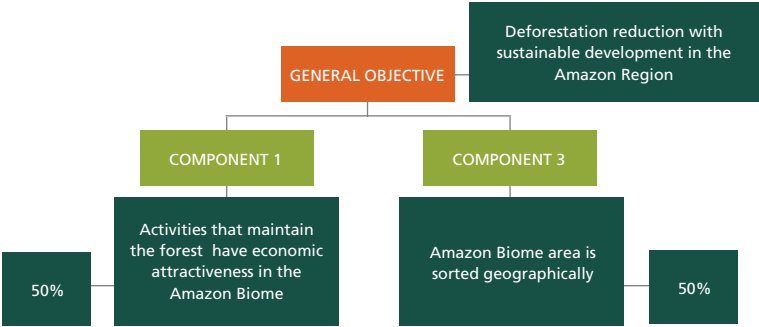 Deforestation reduction with
sustainable development in the
Amazon Region
GENERAL OBJECTIVE
COMPONENT 1
COMPONENT 3
Activities that maintain
the forest have economic
attractiveness in the
Amazon Biome
50%
Amazon Biome area is
sorted geographically
50%